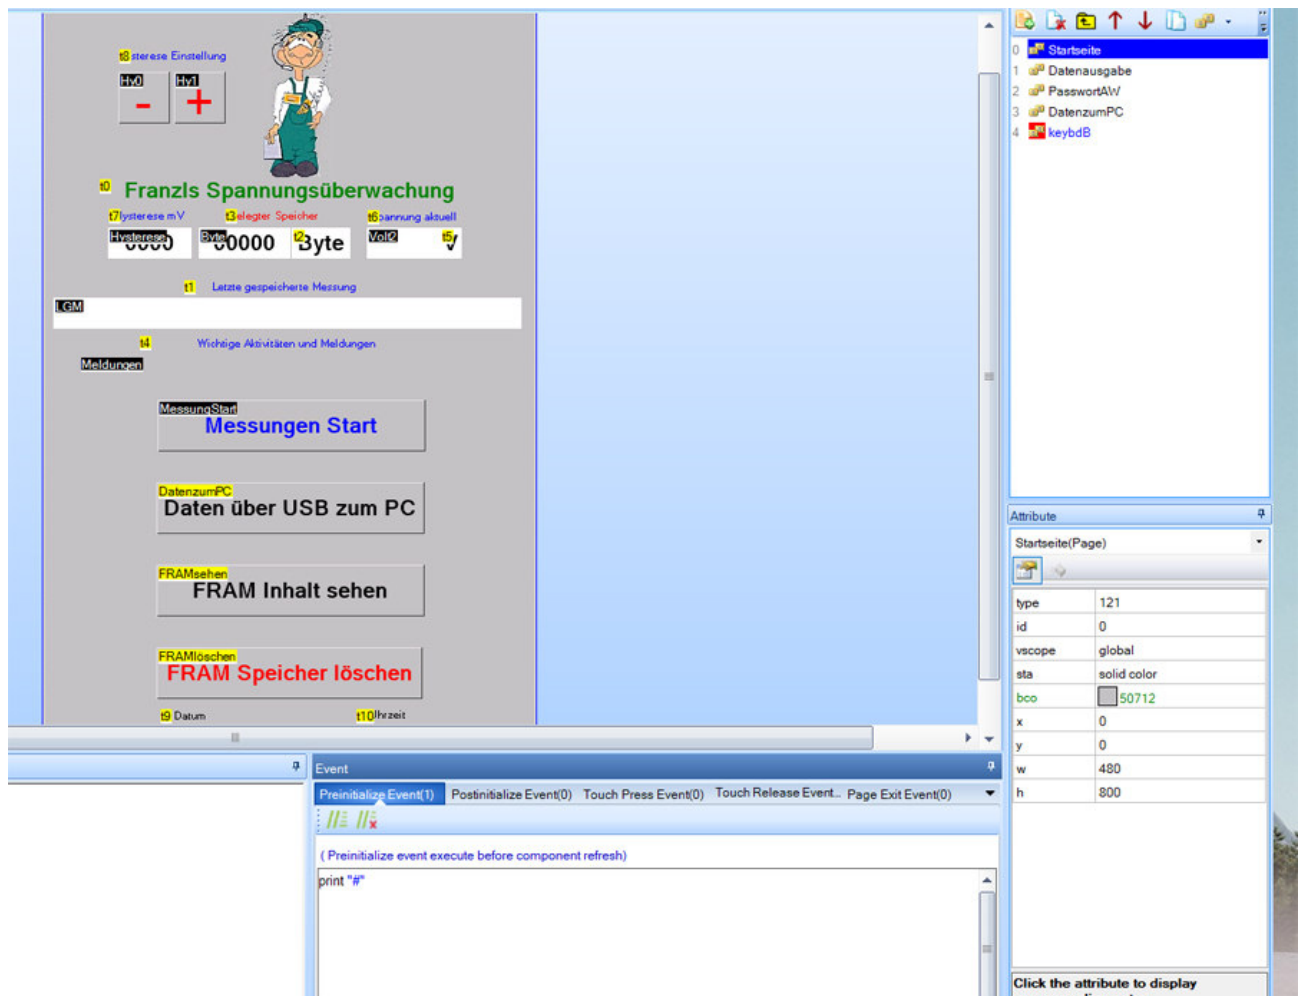 0 Startseite
1 Datenausgabe
2 PasswortAW
3 DatenzumPC
4 keybdB
t8 sterese Einstellung
Hy0 Hy1
- +
t0 Franzls Spannungsüberwachung
t7 lysterese mV t3 elegter Speicher t6 pannung aktuell
Hysterese 0000 Byte 00000 t2 Byte Volt2 t5 V
t1 Letzte gespeicherte Messung
LGM
t4 Wichtige Aktivitäten und Meldungen
Meldungen
MessungStart
Messungen Start
DatenzumPC
Daten über USB zum PC
FRAMsehen
FRAM Inhalt sehen
FRAMlöschen
FRAM Speicher löschen
t9 Datum t10 Ihrzeit
Attribute
Startseite(Page)
type 121
id 0
vscope global
sta solid color
bco 50712
x 0
y 0
w 480
h 800
Click the attribute to display
Event
Preinitialize Event(1) Postinitialize Event(0) Touch Press Event(0) Touch Release Event... Page Exit Event(0)
( Preinitialize event execute before component refresh)
print "#"